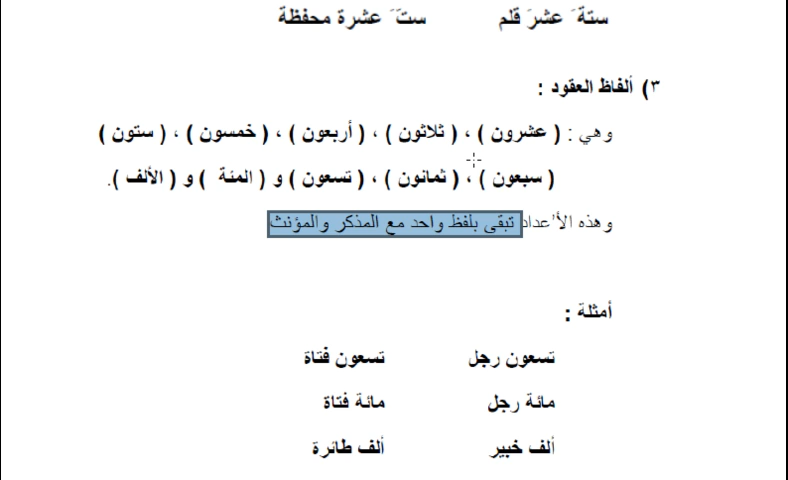 ستةَ عشرَ قلم ستَّ عشرة محفظة
٣) ألفاظ العقود :
وهي : ( عشرون ) ، ( ثلاثون ) ، ( أربعون ) ، ( خمسون ) ، ( ستون )
( سبعون ) ، ( ثمانون ) ، ( تسعون ) و ( المئة ) و ( الألف ).
وهذه الأعداد تبقى بلفظ واحد مع المذكر والمؤنث
أمثلة :
تسعون رجل تسعون فتاة
مائة رجل مائة فتاة
ألف خبير ألف طائرة